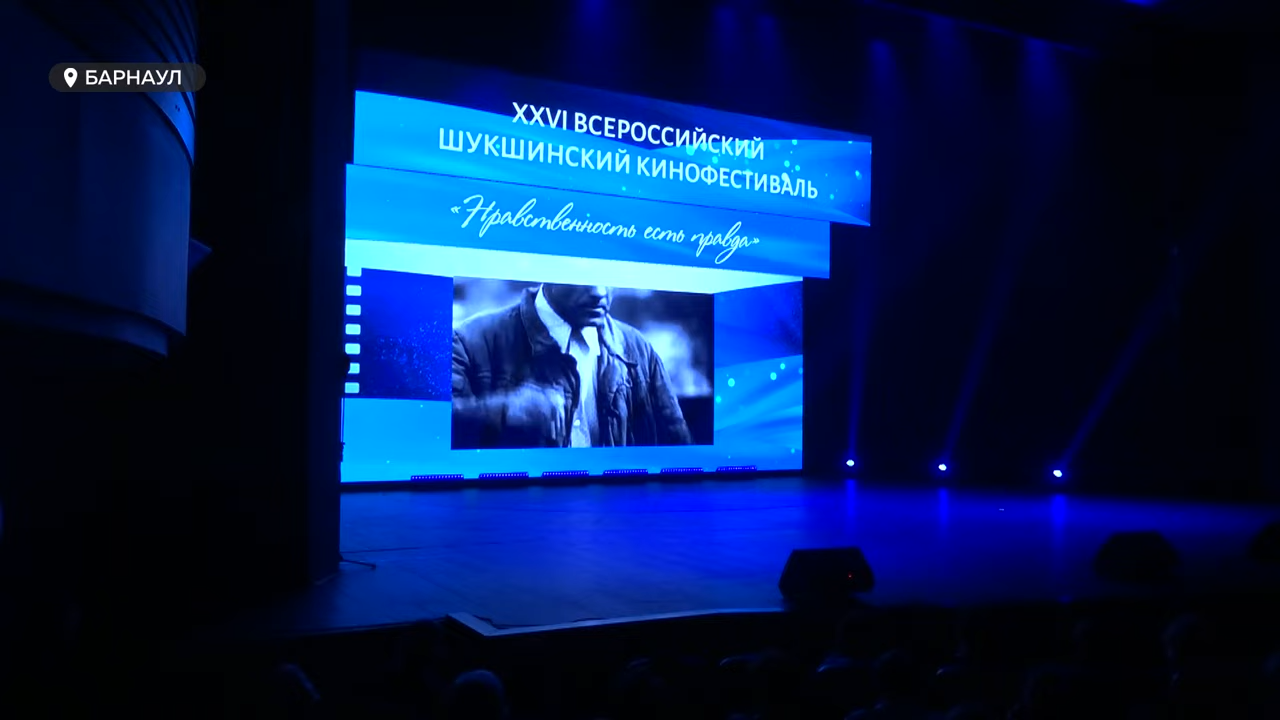 БАРНАУЛ
XXVI ВСЕРОССИЙСКИЙ
ШУКШИНСКИЙ КИНОФЕСТИВАЛЬ
«Нравственность есть правда»